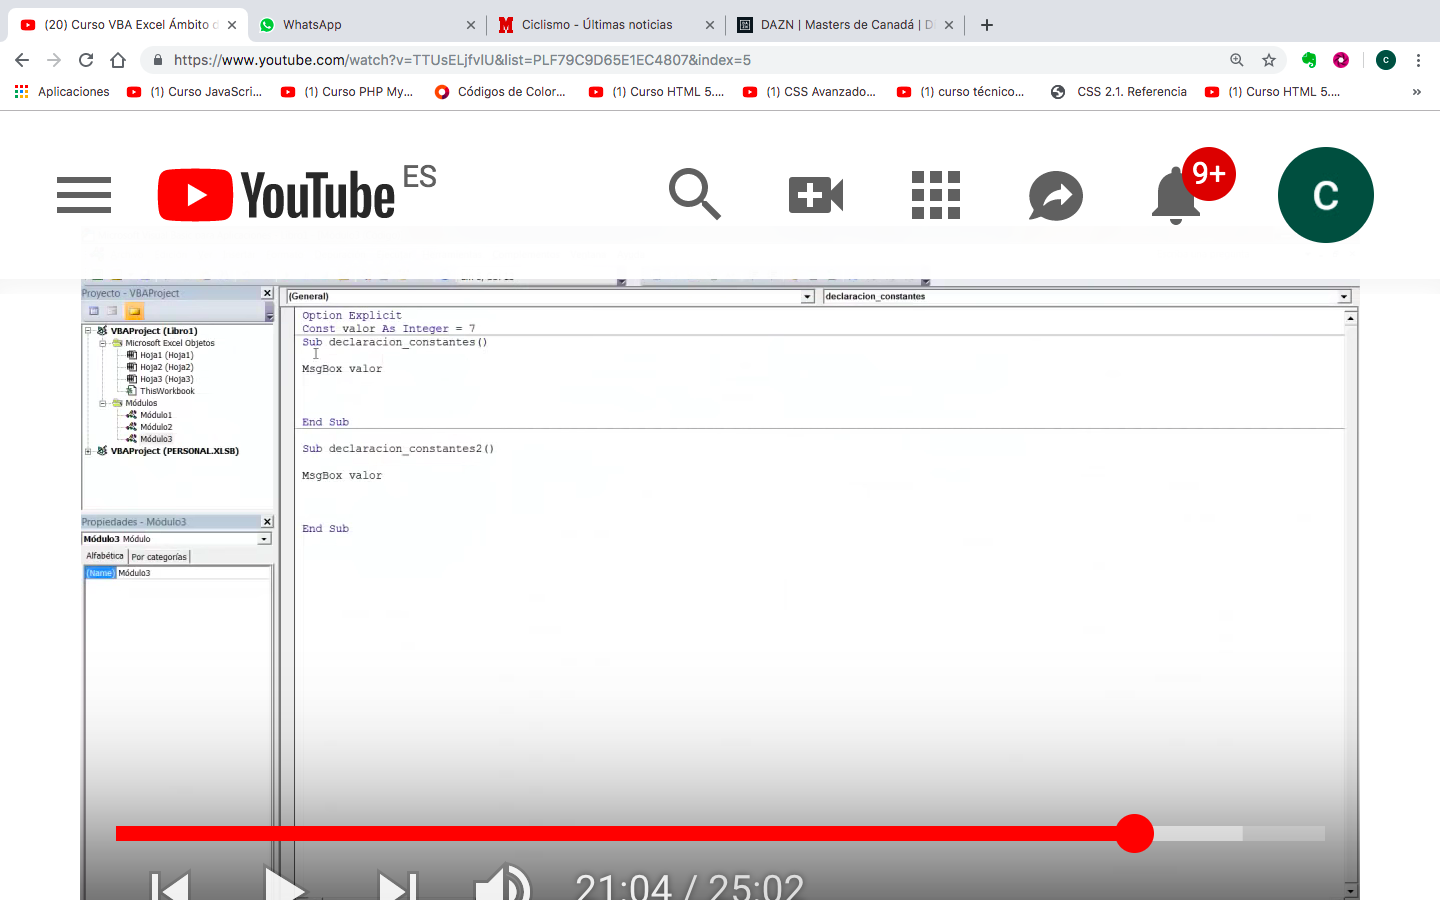 (20) Curso VBA Excel Ámbito d
WhatsApp
Ciclismo - Últimas noticias
DAZN | Masters de Canadá | D
https://www.youtube.com/watch?v=TTUsELjfvlU&list=PLF79C9D65E1EC4807&index=5
C
Aplicaciones
(1) Curso JavaScri...
(1) Curso PHP My...
Códigos de Color...
(1) Curso HTML 5....
(1) CSS Avanzado...
(1) curso técnico...
CSS 2.1. Referencia
(1) Curso HTML 5....
»
YouTube ES
9+
C
Proyecto - VBAProject
(General)
declaracion_constantes
VBAProject (Libro1)
Microsoft Excel Objetos
Hoja1 (Hoja1)
Hoja2 (Hoja2)
Hoja3 (Hoja3)
ThisWorkbook
Módulos
Módulo1
Módulo2
Módulo3
VBAProject (PERSONAL.XLSB)
Propiedades - Módulo3
Módulo3 Módulo
Alfabética
Por categorías
(Name) Módulo3
Option Explicit
Const valor As Integer = 7
Sub declaracion_constantes()
MsgBox valor
End Sub
Sub declaracion_constantes2()
MsgBox valor
End Sub
21:04 / 25:02